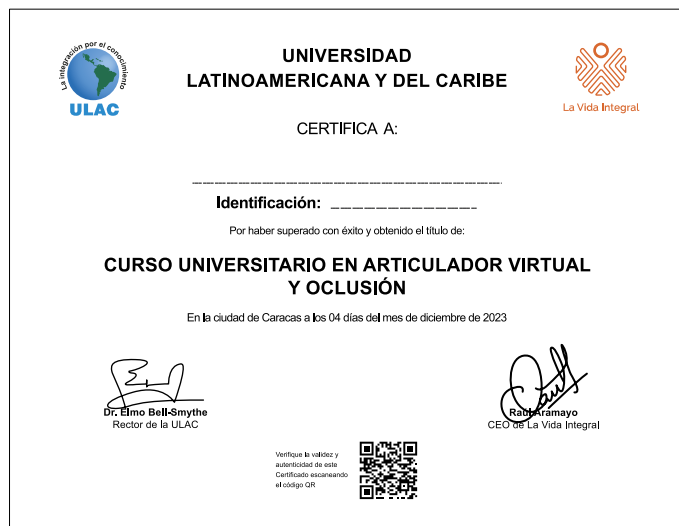 La integración por el conocimiento
ULAC
UNIVERSIDAD
LATINOAMERICANA Y DEL CARIBE
La Vida Integral
CERTIFICA A:
Identificación:
Por haber superado con éxito y obtenido el título de:
CURSO UNIVERSITARIO EN ARTICULADOR VIRTUAL
Y OCLUSIÓN
En la ciudad de Caracas a los 04 días del mes de diciembre de 2023
Dr. Elmo Bell-Smythe
Rector de la ULAC
Raúl Aramayo
CEO de La Vida Integral
Verifique la validez y
autenticidad de este
Certificado escaneando
el código QR